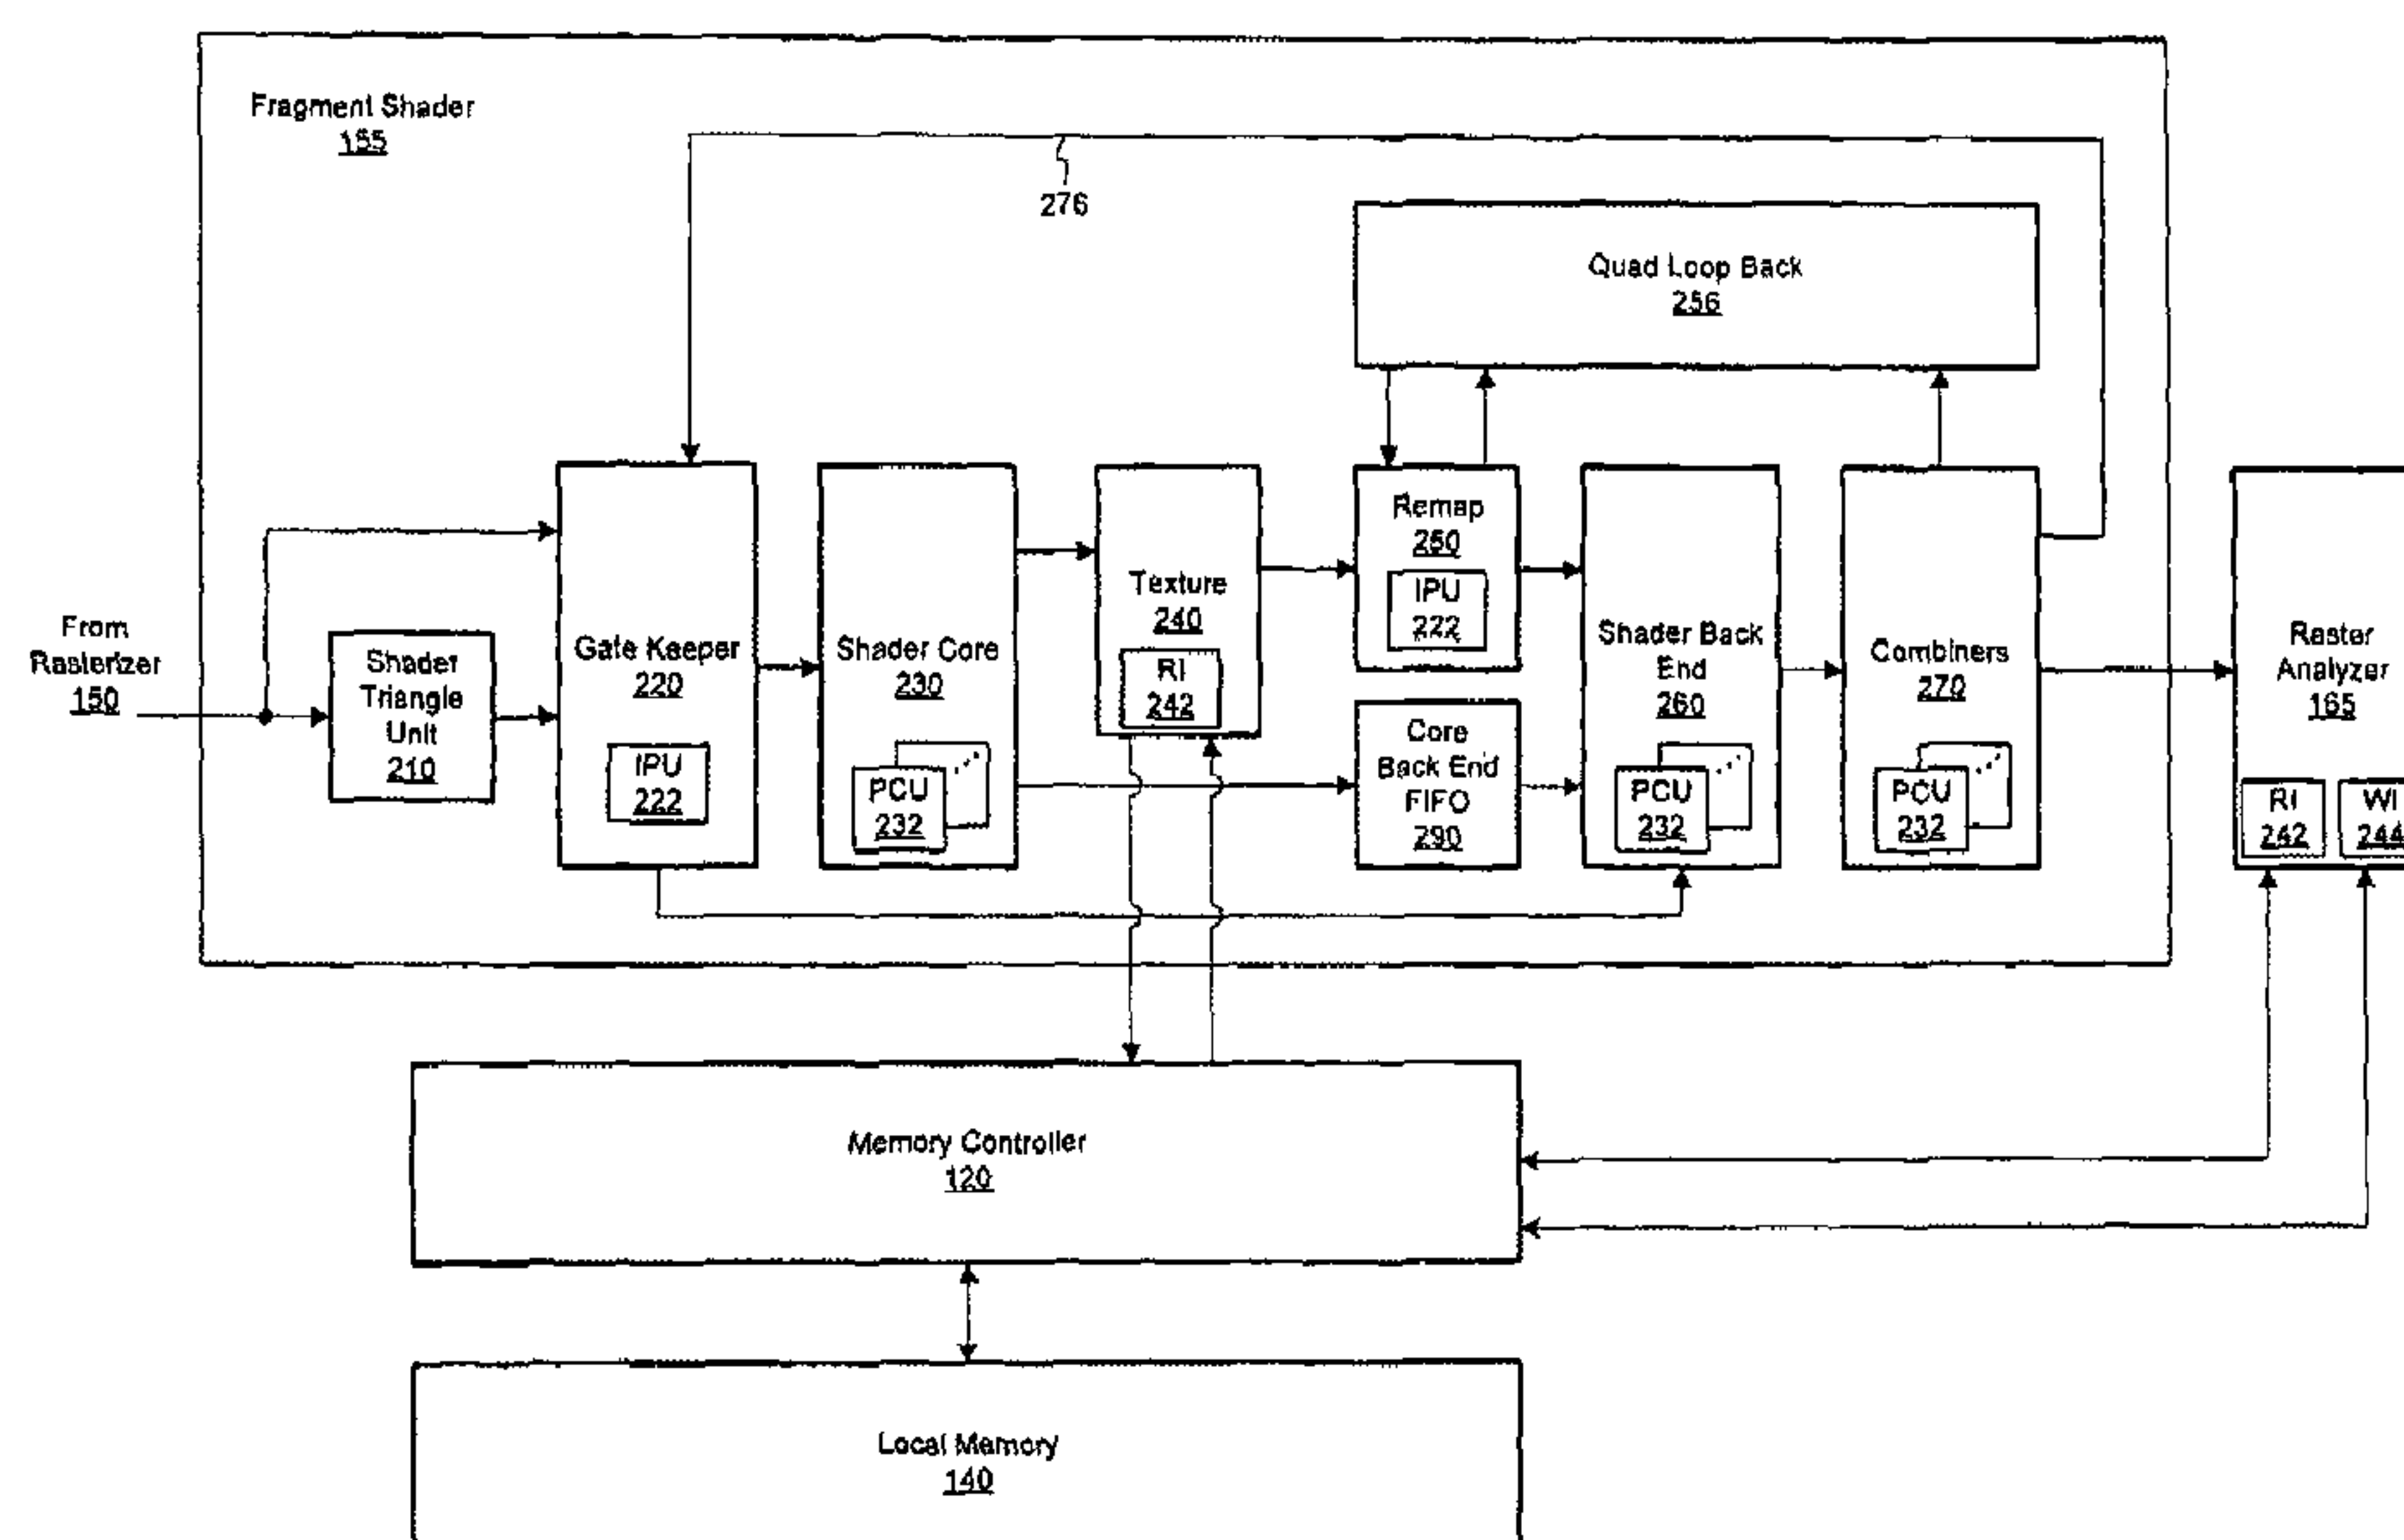 Fragment Shader
155
276
Quad Loop Back
256
From
Rasterizer
150
Shader
Triangle
Unit
210
Gate Keeper
220
IPU
222
Shader Core
230
PCU
232
Texture
240
RI
242
Remap
250
IPU
222
Core
Back End
FIFO
290
Shader Back
End
260
PCU
232
Combiners
270
PCU
232
Raster
Analyzer
165
RI
242
WI
244
Memory Controller
120
Local Memory
140